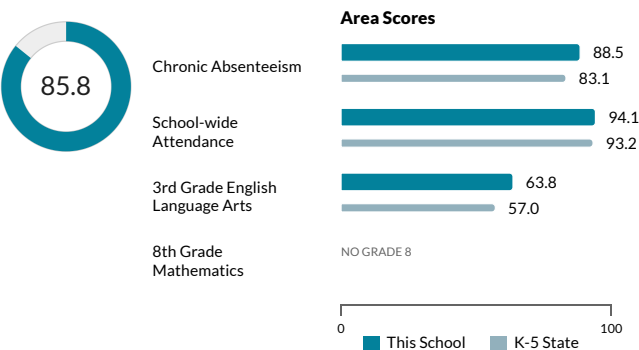 Area Scores
85.8
Chronic Absenteeism
88.5
83.1
School-wide
Attendance
94.1
93.2
3rd Grade English
Language Arts
63.8
57.0
8th Grade
Mathematics
NO GRADE 8
0
100
This School
K-5 State